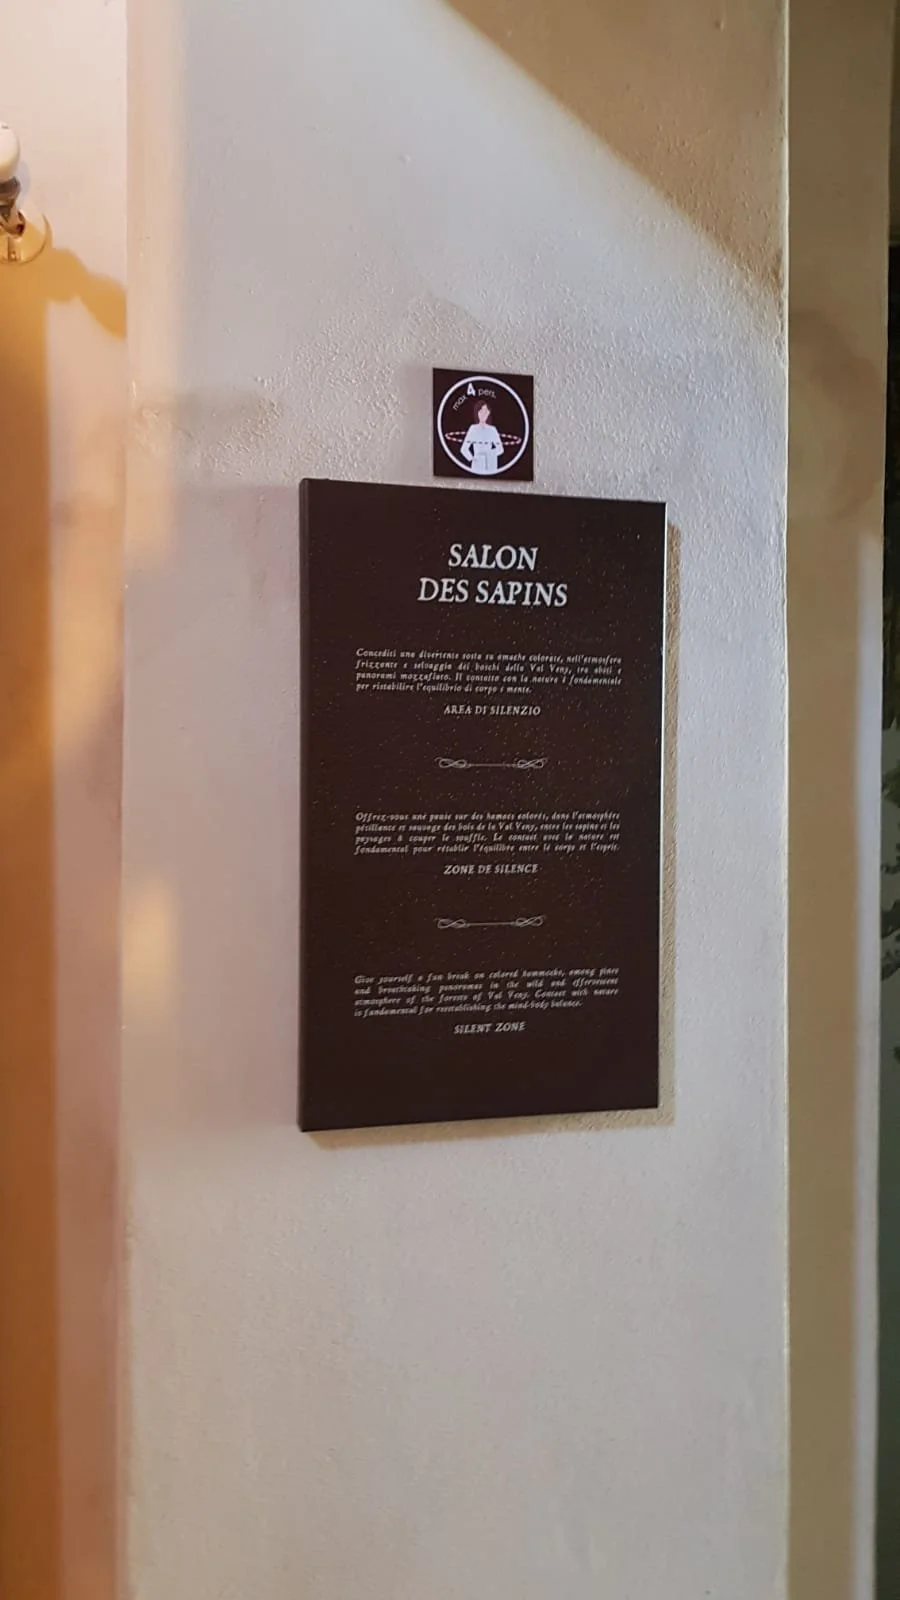 max 4 pers.
SALON
DES SAPINS
Concediti una divertente sosta su amache colorate, nell'atmosfera
frizzante e selvaggia dei boschi della Val Veny, tra abeti e
panorami mozzafiato. Il contatto con la natura è fondamentale
per ristabilire l'equilibrio di corpo e mente.
AREA DI SILENZIO
Offrez-vous une pause sur des hamacs colorés, dans l'atmosphère
pétillante et sauvage des bois de la Val Veny, entre les sapins et les
paysages à couper le souffle. Le contact avec la nature est
fondamental pour rétablir l'équilibre entre le corps et l'esprit.
ZONE DE SILENCE
Give yourself a fun break on colored hammocks, among pines
and breathtaking panoramas in the wild and effervescent
atmosphere of the forests of Val Veny. Contact with nature
is fundamental for reestablishing the mind-body balance.
SILENT ZONE